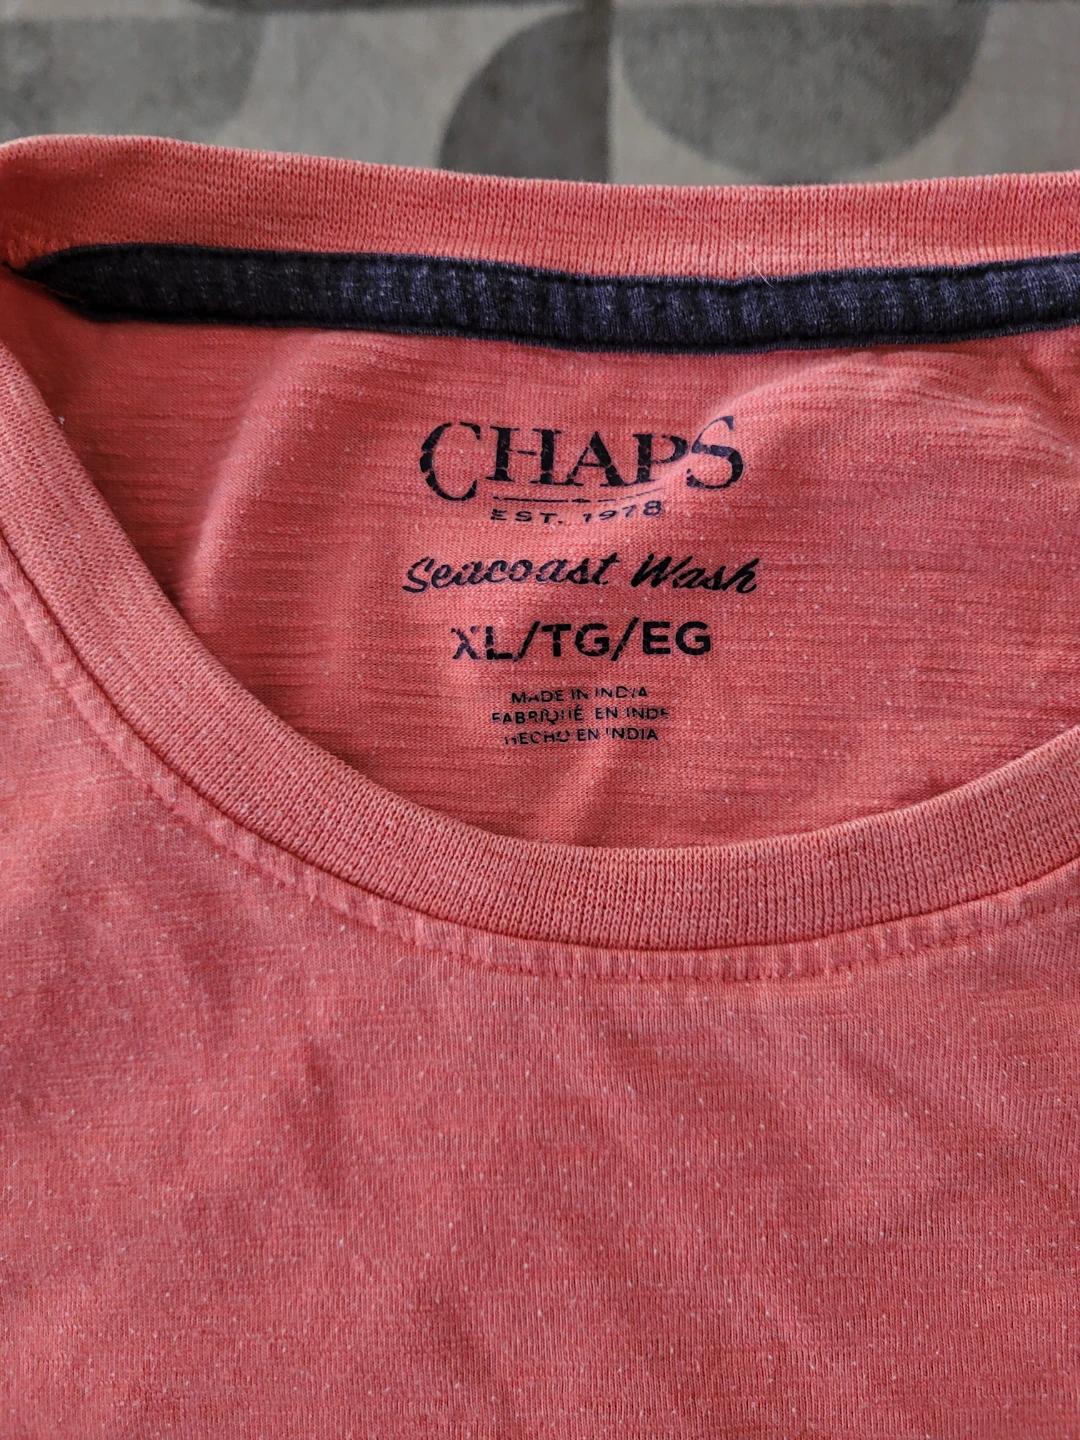 CHAPS
EST. 1978
Seacoast Wash
XL/TG/EG
MADE IN INDIA
FABRIQUÉ EN INDE
HECHO EN INDIA